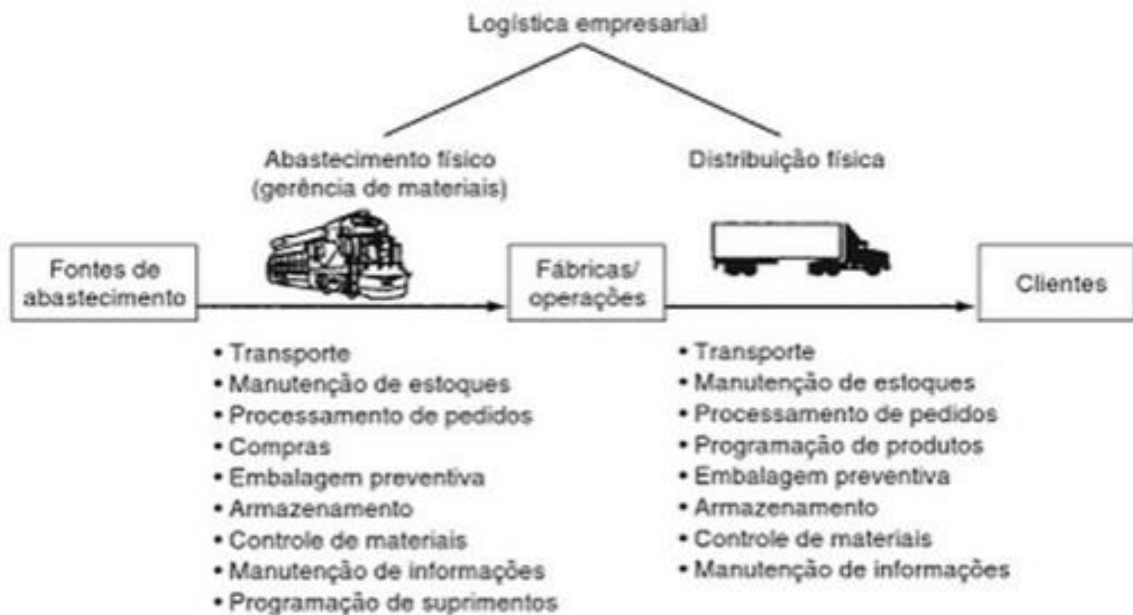 Logística empresarial
Abastecimento físico
(gerência de materiais)
Distribuição física
Fontes de
abastecimento
Fábricas/
operações
Clientes
• Transporte
• Manutenção de estoques
• Processamento de pedidos
• Compras
• Embalagem preventiva
• Armazenamento
• Controle de materiais
• Manutenção de informações
• Programação de suprimentos
• Transporte
• Manutenção de estoques
• Processamento de pedidos
• Programação de produtos
• Embalagem preventiva
• Armazenamento
• Controle de materiais
• Manutenção de informações